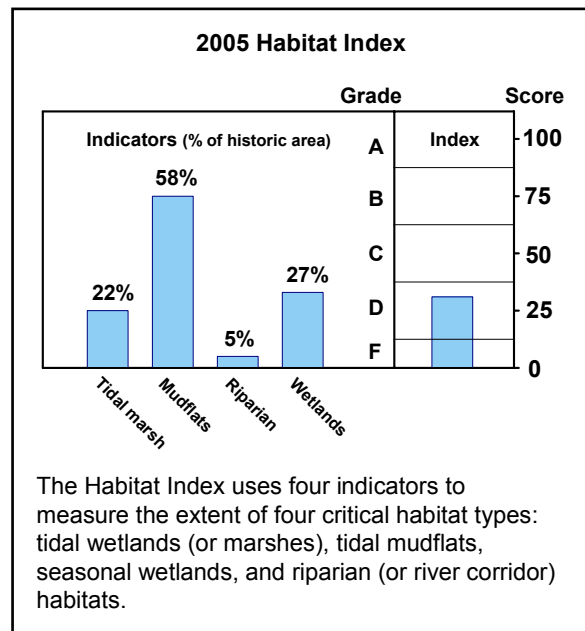 2005 Habitat Index
Grade Score
Indicators (% of historic area)
Index
A
B
C
D
F
100
75
50
25
0
22%
58%
5%
27%
Tidal marsh
Mudflats
Riparian
Wetlands
The Habitat Index uses four indicators to
measure the extent of four critical habitat types:
tidal wetlands (or marshes), tidal mudflats,
seasonal wetlands, and riparian (or river corridor)
habitats.